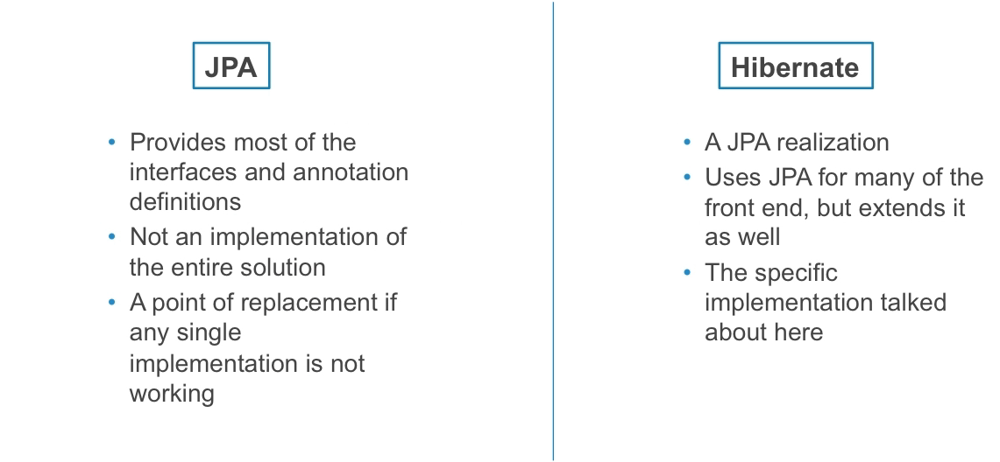 JPA
• Provides most of the
interfaces and annotation
definitions
• Not an implementation of
the entire solution
• A point of replacement if
any single
implementation is not
working
Hibernate
• A JPA realization
• Uses JPA for many of the
front end, but extends it
as well
• The specific
implementation talked
about here